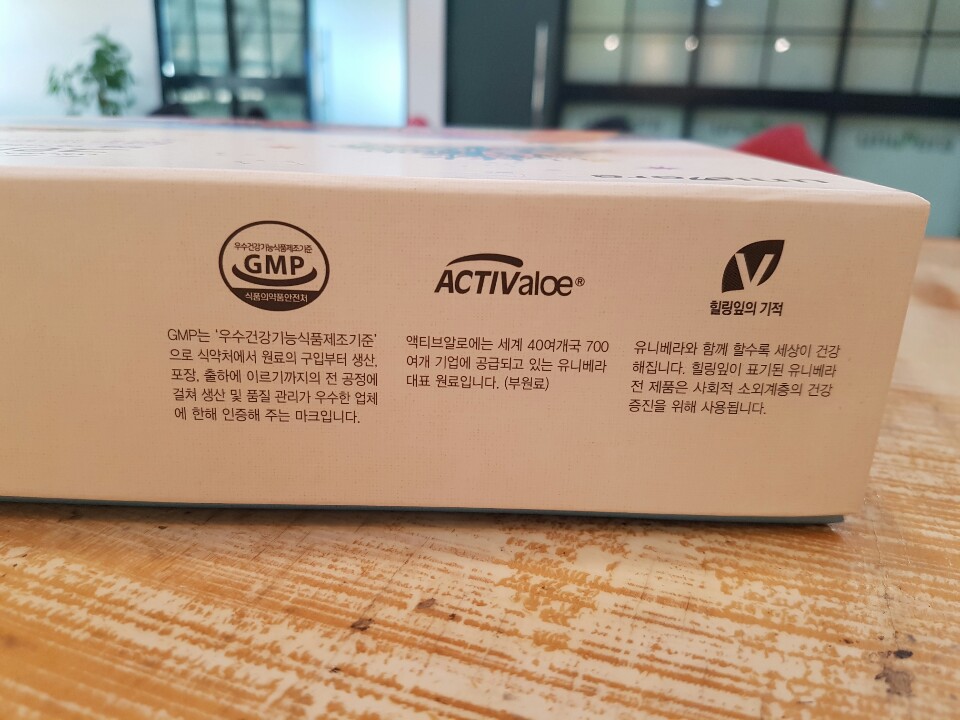 우수건강기능식품제조기준
GMP
식품의약품안전처
GMP는 '우수건강기능식품제조기준'
으로 식약처에서 원료의 구입부터 생산,
포장, 출하에 이르기까지의 전 공정에
걸쳐 생산 및 품질 관리가 우수한 업체
에 한해 인증해 주는 마크입니다.
ACTIValoe®
액티브알로에는 세계 40여개국 700
여개 기업에 공급되고 있는 유니베라
대표 원료입니다. (부원료)
힐링잎의 기적
유니베라와 함께 할수록 세상이 건강
해집니다. 힐링잎이 표기된 유니베라
전 제품은 사회적 소외계층의 건강
증진을 위해 사용됩니다.
univera
univera